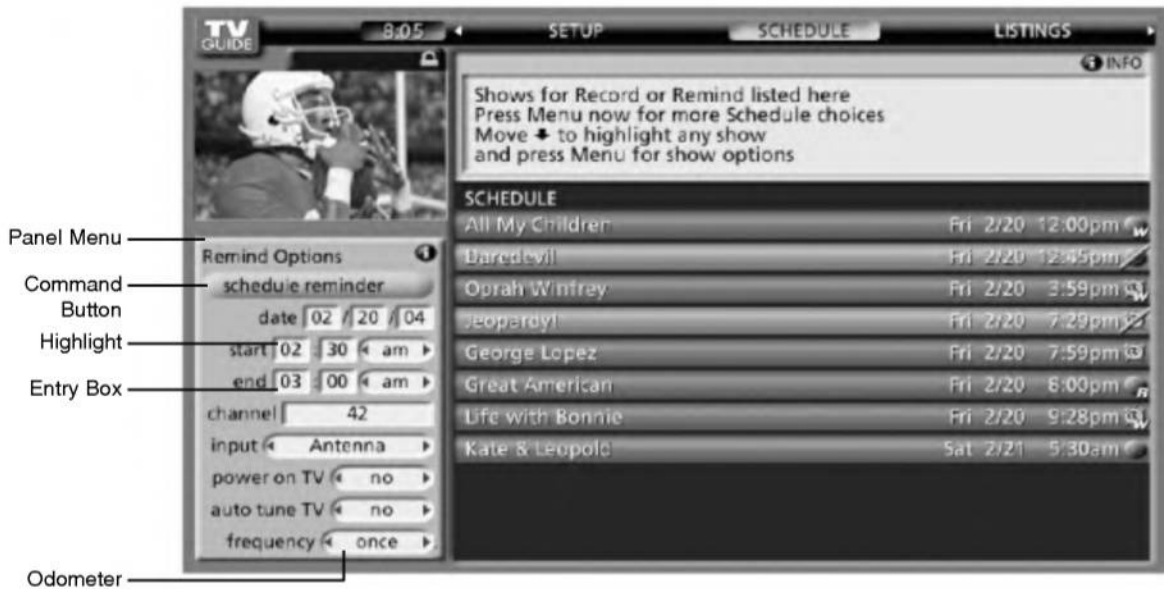 TV
GUIDE
8:05
SETUP
SCHEDULE
LISTINGS
INFO
Shows for Record or Remind listed here
Press Menu now for more Schedule choices
Move to highlight any show
and press Menu for show options
SCHEDULE
All My Children Fri 2/20 12:00pm W
Daredevil Fri 2/20 12:45pm
Oprah Winfrey Fri 2/20 3:59pm W
Jeopardy! Fri 2/20 7:29pm
George Lopez Fri 2/20 7:59pm
Great American Fri 2/20 8:00pm R
Life with Bonnie Fri 2/20 9:28pm W
Kate & Leopold Sat 2/21 5:30am
Panel Menu
Command
Button
Highlight
Entry Box
Odometer
Remind Options
schedule reminder
date 02 / 20 / 04
start 02 : 30 am
end 03 : 00 am
channel 42
input Antenna
power on TV no
auto tune TV no
frequency once